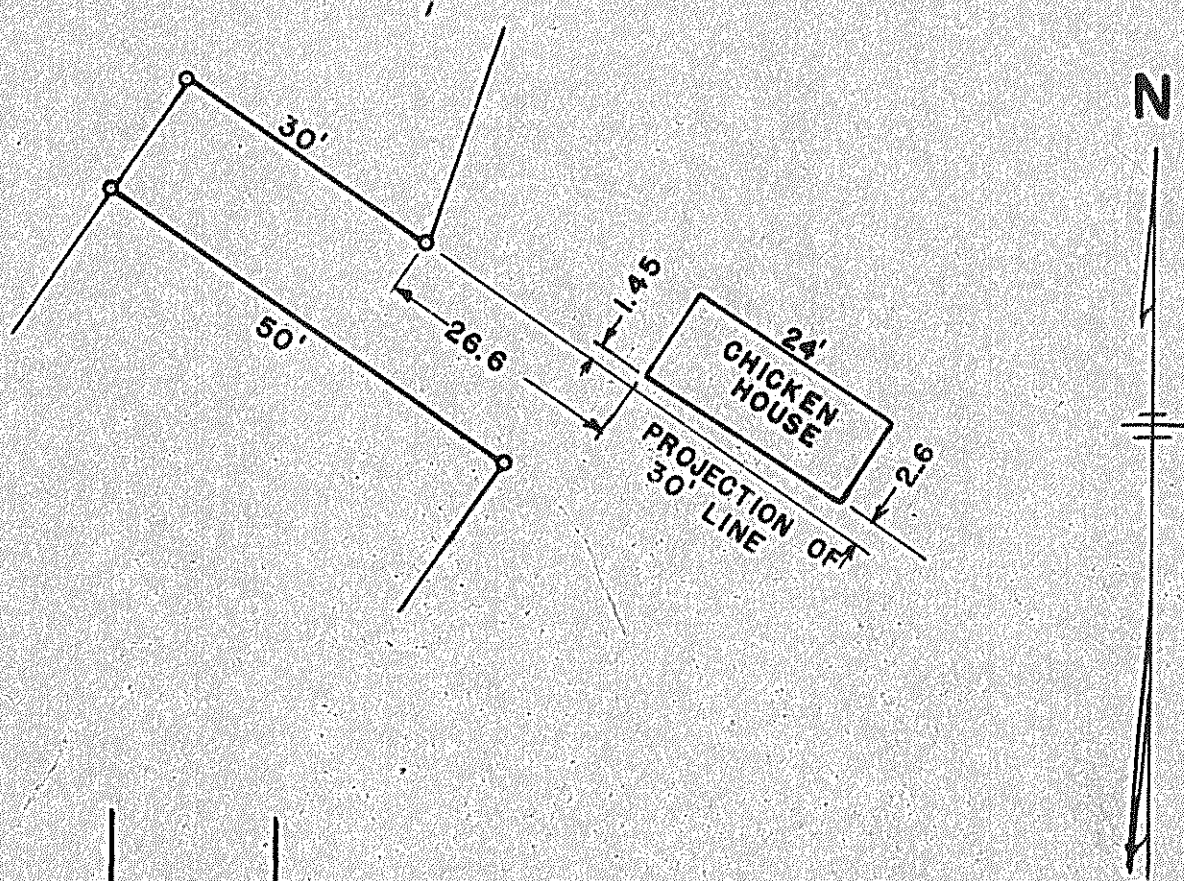 N
30'
1.45
24'
CHICKEN
HOUSE
26.6
50'
2.6
PROJECTION OF
30' LINE